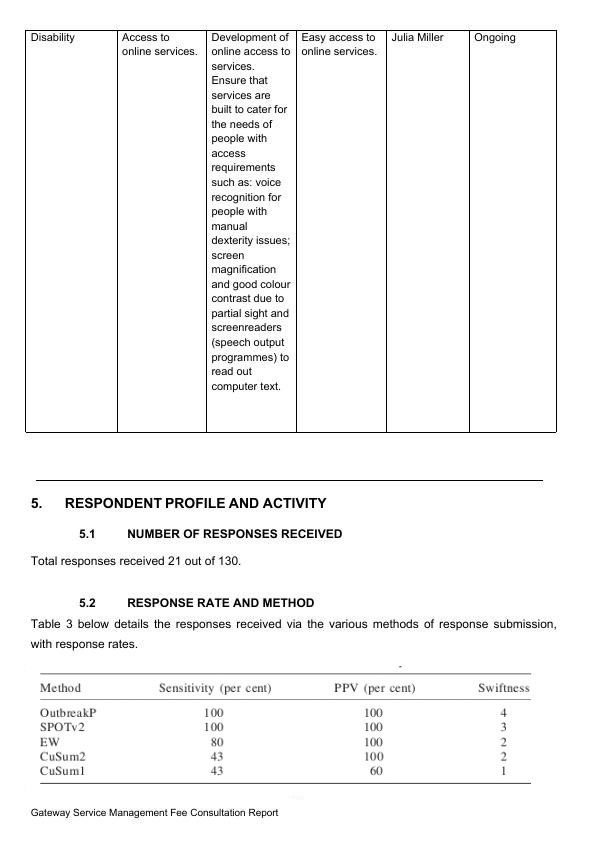 Disability
Access to
online services.
Development of
online access to
services.
Ensure that
services are
built to cater for
the needs of
people with
access
requirements
such as: voice
recognition for
people with
manual
dexterity issues;
screen
magnification
and good colour
contrast due to
partial sight and
screenreaders
(speech output
programmes) to
read out
computer text.
Easy access to
online services.
Julia Miller
Ongoing
5. RESPONDENT PROFILE AND ACTIVITY
5.1 NUMBER OF RESPONSES RECEIVED
Total responses received 21 out of 130.
5.2 RESPONSE RATE AND METHOD
Table 3 below details the responses received via the various methods of response submission,
with response rates.
Method Sensitivity (per cent) PPV (per cent) Swiftness
OutbreakP 100 100 4
SPOTv2 100 100 3
EW 80 100 2
CuSum2 43 100 2
CuSum1 43 60 1
Gateway Service Management Fee Consultation Report